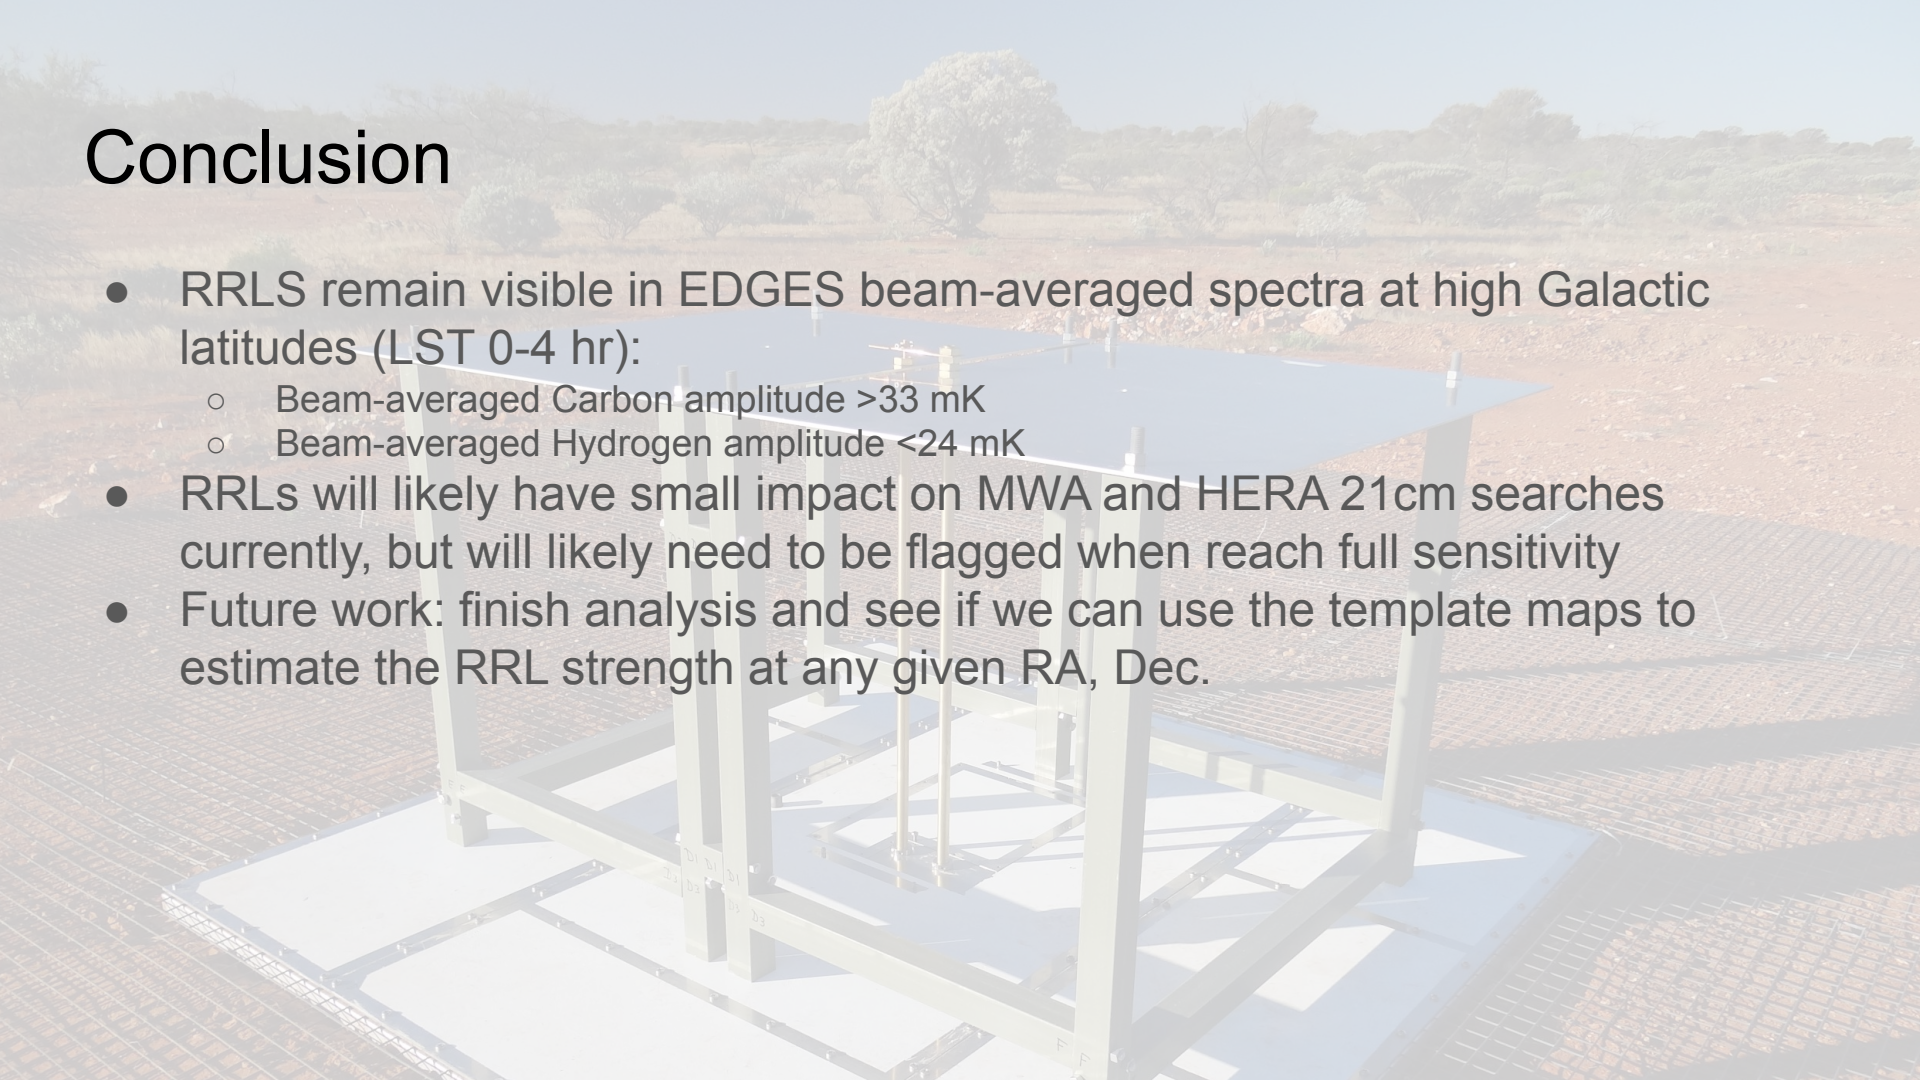 Conclusion
● RRLS remain visible in EDGES beam-averaged spectra at high Galactic
latitudes (LST 0-4 hr):
○ Beam-averaged Carbon amplitude >33 mK
○ Beam-averaged Hydrogen amplitude <24 mK
● RRLs will likely have small impact on MWA and HERA 21cm searches
currently, but will likely need to be flagged when reach full sensitivity
● Future work: finish analysis and see if we can use the template maps to
estimate the RRL strength at any given RA, Dec.